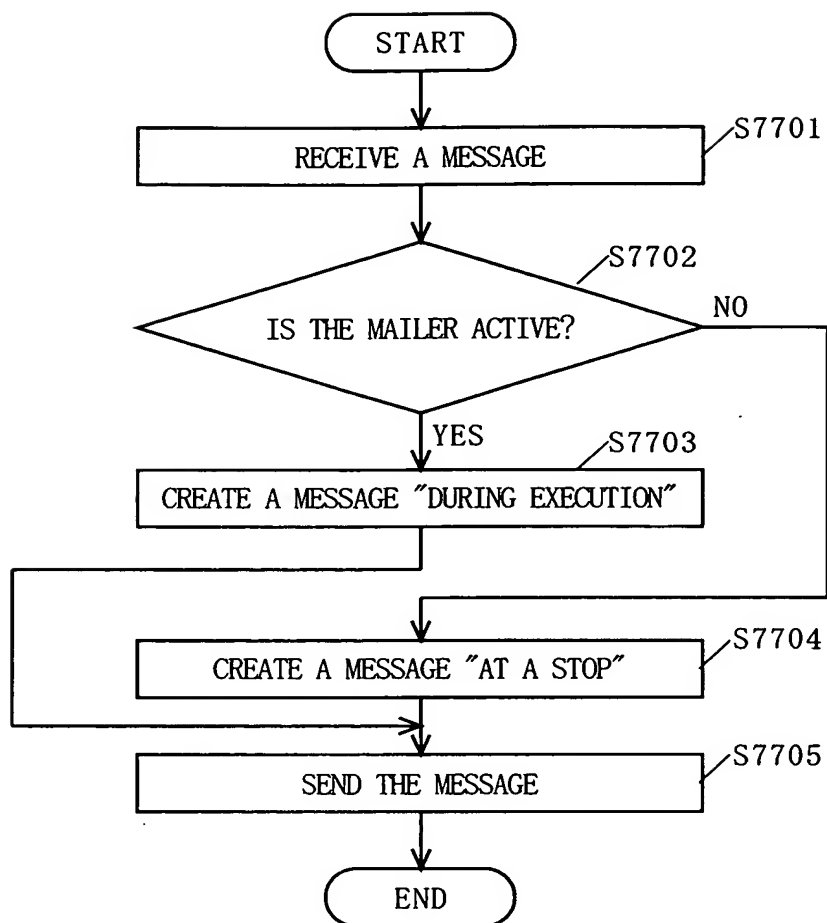 START
S7701
RECEIVE A MESSAGE
S7702
IS THE MAILER ACTIVE?
NO
YES
S7703
CREATE A MESSAGE "DURING EXECUTION"
S7704
CREATE A MESSAGE "AT A STOP"
S7705
SEND THE MESSAGE
END